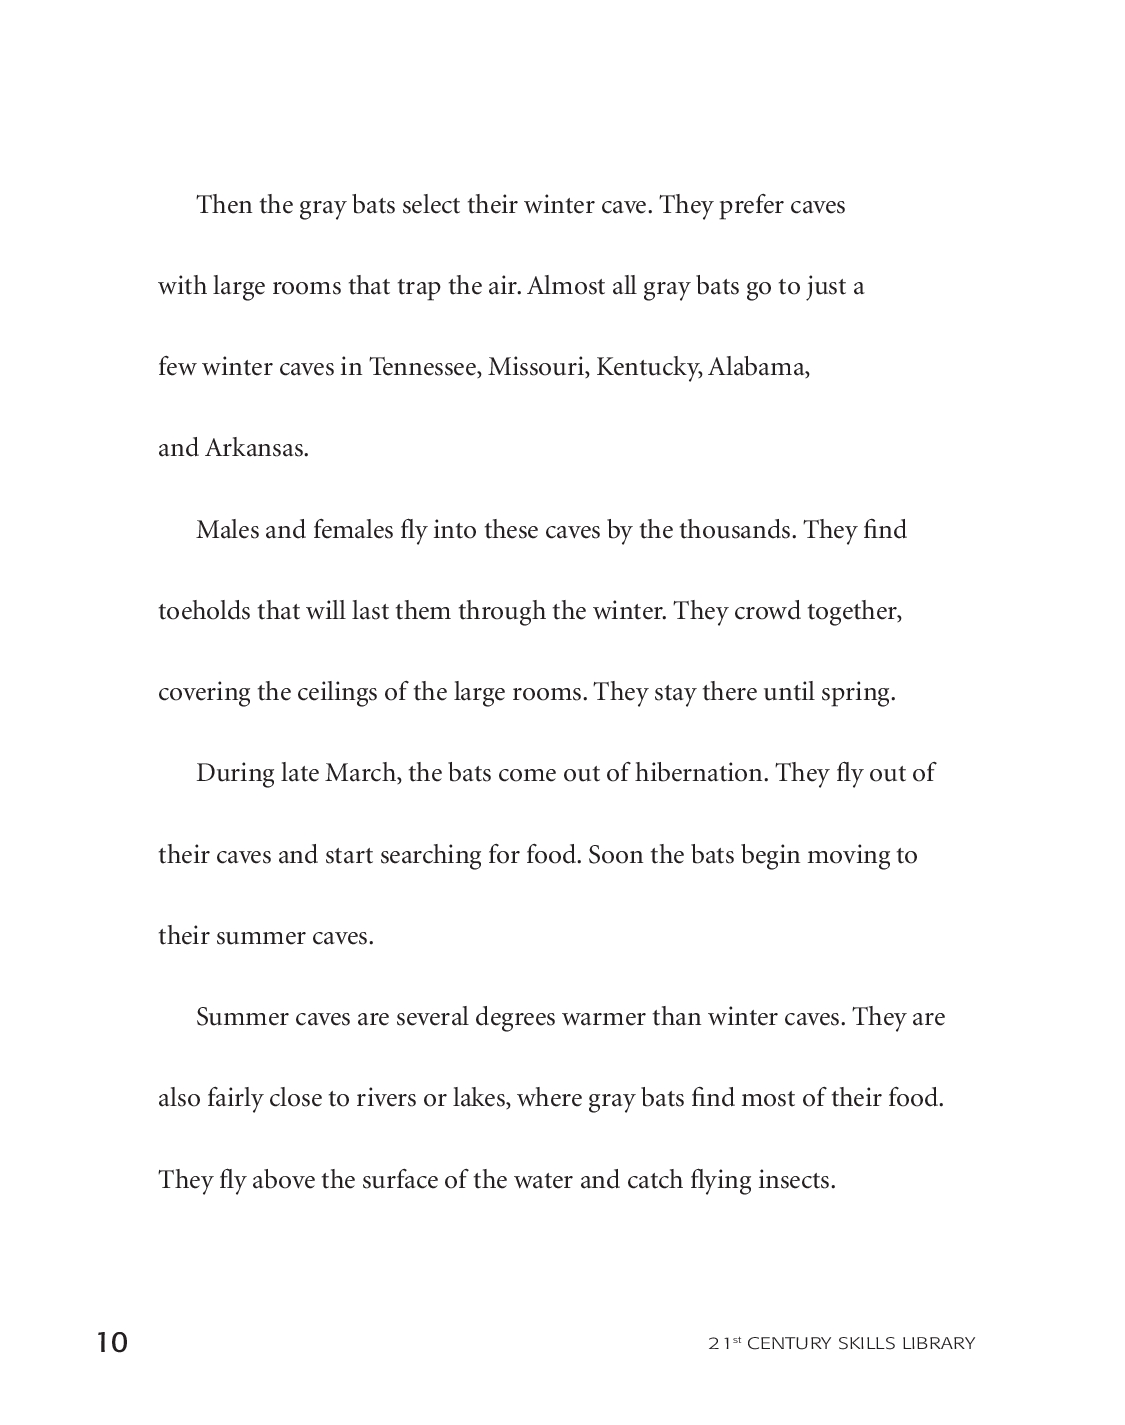 Then the gray bats select their winter cave. They prefer caves
with large rooms that trap the air. Almost all gray bats go to just a
few winter caves in Tennessee, Missouri, Kentucky, Alabama,
and Arkansas.
Males and females fly into these caves by the thousands. They find
toeholds that will last them through the winter. They crowd together,
covering the ceilings of the large rooms. They stay there until spring.
During late March, the bats come out of hibernation. They fly out of
their caves and start searching for food. Soon the bats begin moving to
their summer caves.
Summer caves are several degrees warmer than winter caves. They are
also fairly close to rivers or lakes, where gray bats find most of their food.
They fly above the surface of the water and catch flying insects.
10
21st CENTURY SKILLS LIBRARY